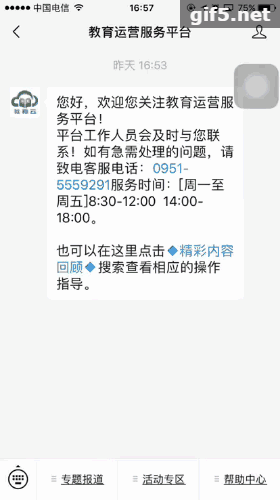 中国电信 16:57 75%
gif5.net
教育运营服务平台
昨天 16:53
您好，欢迎您关注教育运营服
务平台！
平台工作人员会及时与您联
系！如有急需处理的问题，请
致电客服电话：0951-
5559291服务时间：[周一至
周五]8:30-12:00 14:00-
18:00。
也可以在这里点击🔹精彩内容
回顾🔹搜索查看相应的操作
指导。
专题报道 活动专区 帮助中心